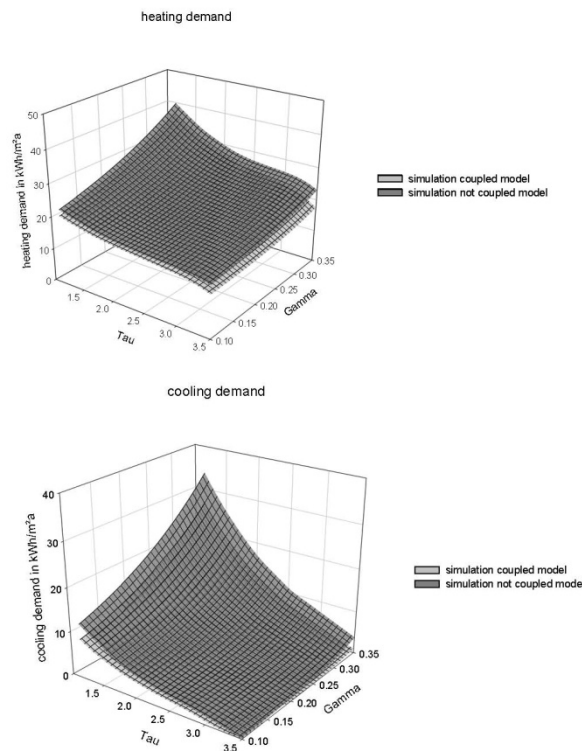 heating demand
50
40
30
20
10
0
heating demand in kWh/m²a
1.5
2.0
2.5
3.0
3.5
Tau
0.10
0.15
0.20
0.25
0.30
0.35
Gamma
simulation coupled model
simulation not coupled model
cooling demand
40
30
20
10
0
cooling demand in kWh/m²a
1.5
2.0
2.5
3.0
3.5
Tau
0.10
0.15
0.20
0.25
0.30
0.35
Gamma
simulation coupled model
simulation not coupled mode